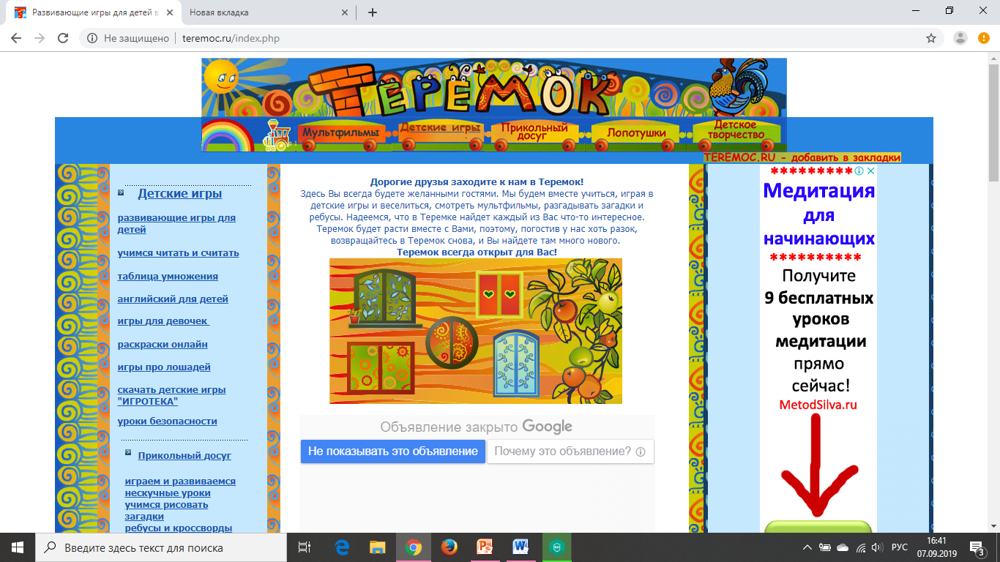 Развивающие игры для детей в
Новая вкладка
Не защищено
teremoc.ru/index.php
ТЕРЕМОК
Мультфильмы
Детские игры
Прикольный
досуг
Лопотушки
Детское
творчество
TEREMOC.RU - добавить в закладки
Детские игры
развивающие игры для
детей
учимся читать и считать
таблица умножения
английский для детей
игры для девочек
раскраски онлайн
игры про лошадей
скачать детские игры
"ИГРОТЕКА"
уроки безопасности
Прикольный досуг
играем и развиваемся
нескучные уроки
учимся рисовать
загадки
ребусы и кроссворды
Дорогие друзья заходите к нам в Теремок!
Здесь Вы всегда будете желанными гостями. Мы будем вместе учиться, играя в
детские игры и веселиться, смотреть мультфильмы, разгадывать загадки и
ребусы. Надеемся, что в Теремке найдет каждый из Вас что-то интересное.
Теремок будет расти вместе с Вами, поэтому, погостив у нас хоть разок,
возвращайтесь в Теремок снова, и Вы найдете там много нового.
Теремок всегда открыт для Вас!
Объявление закрыто Google
Не показывать это объявление
Почему это объявление?
*********
Медитация
для
начинающих
**********
Получите
9 бесплатных
уроков
медитации
прямо
сейчас!
MetodSilva.ru
Введите здесь текст для поиска
РУС
16:41
07.09.2019
3